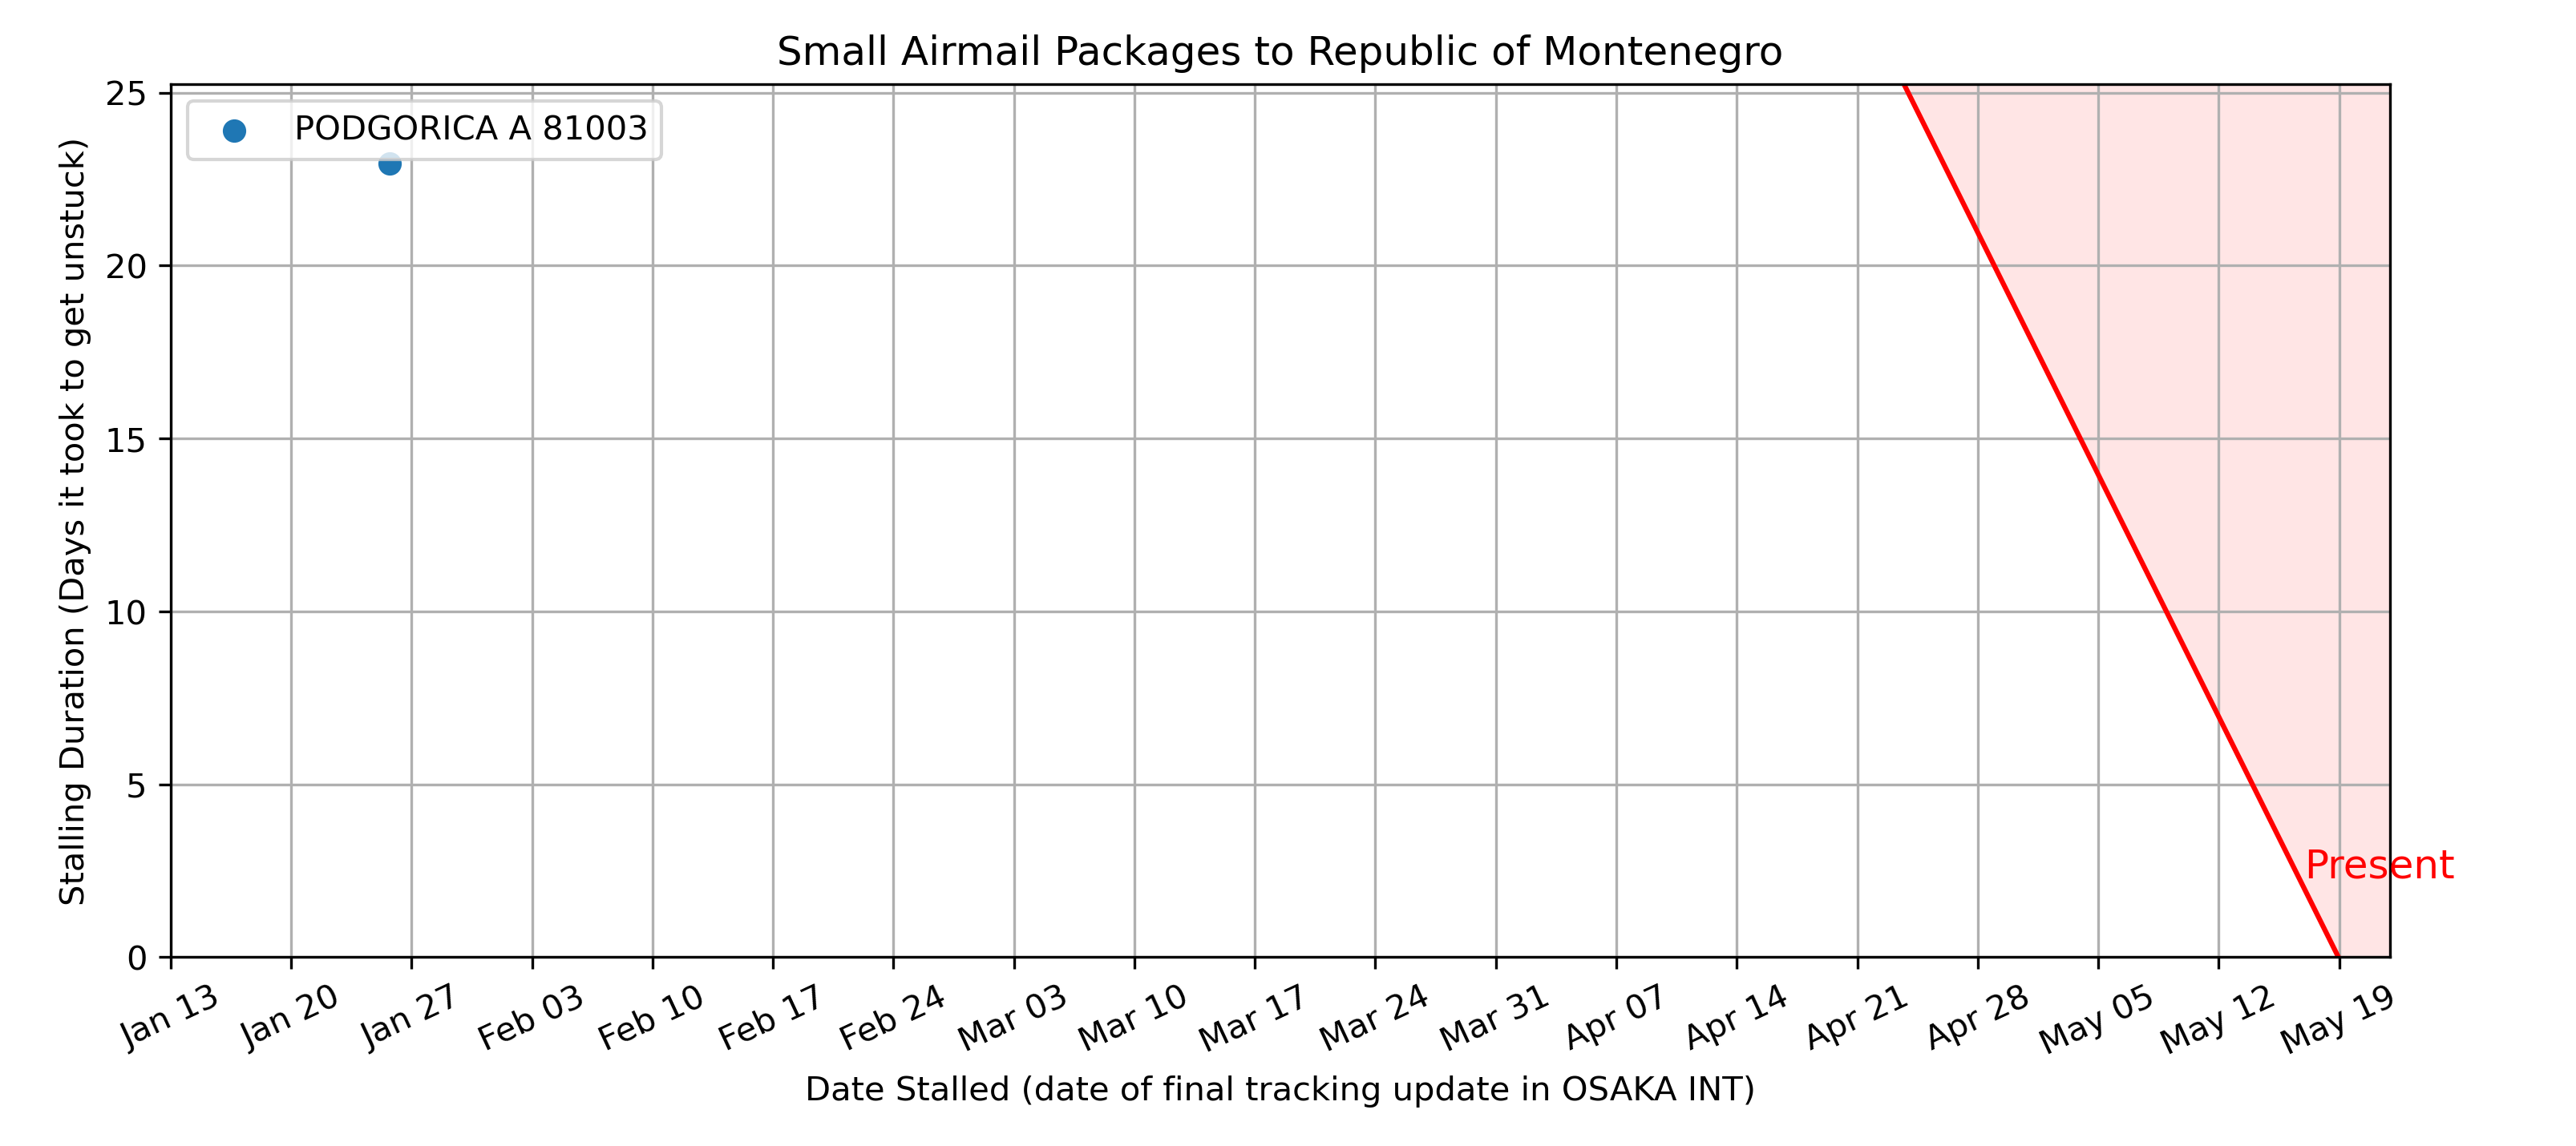 Small Airmail Packages to Republic of Montenegro
PODGORICA A 81003
Stalling Duration (Days it took to get unstuck)
25
20
15
10
5
0
Present
Jan 13
Jan 20
Jan 27
Feb 03
Feb 10
Feb 17
Feb 24
Mar 03
Mar 10
Mar 17
Mar 24
Mar 31
Apr 07
Apr 14
Apr 21
Apr 28
May 05
May 12
May 19
Date Stalled (date of final tracking update in OSAKA INT)